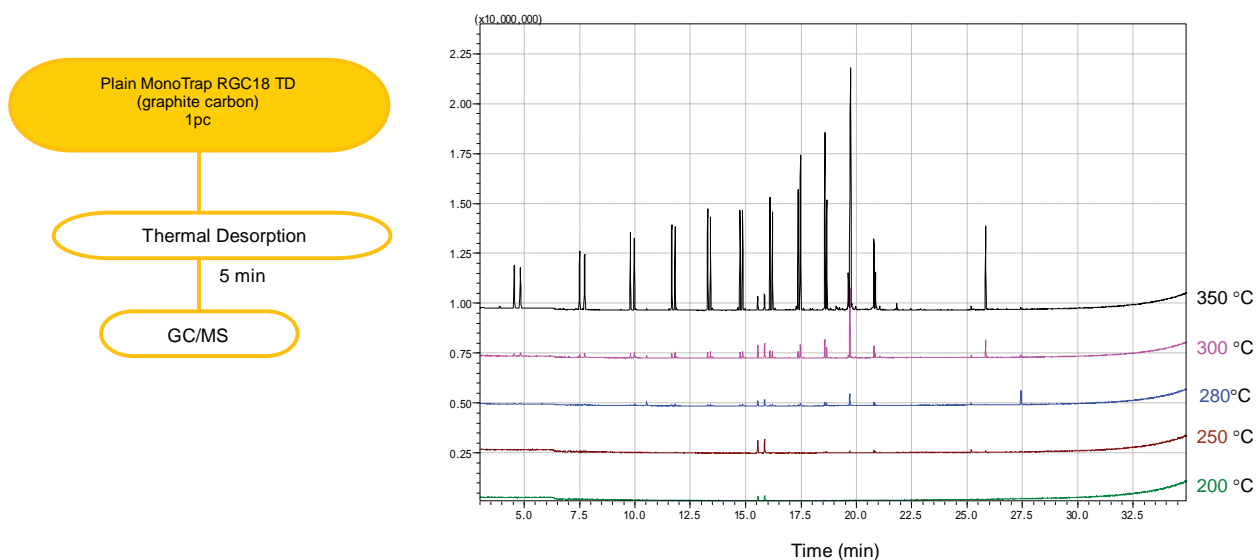 Plain MonoTrap RGC18 TD
(graphite carbon)
1pc
Thermal Desorption
5 min
GC/MS
(x10,000,000)
2.25
2.00
1.75
1.50
1.25
1.00
0.75
0.50
0.25
350 °C
300 °C
280°C
250 °C
200 °C
5.0 7.5 10.0 12.5 15.0 17.5 20.0 22.5 25.0 27.5 30.0 32.5
Time (min)